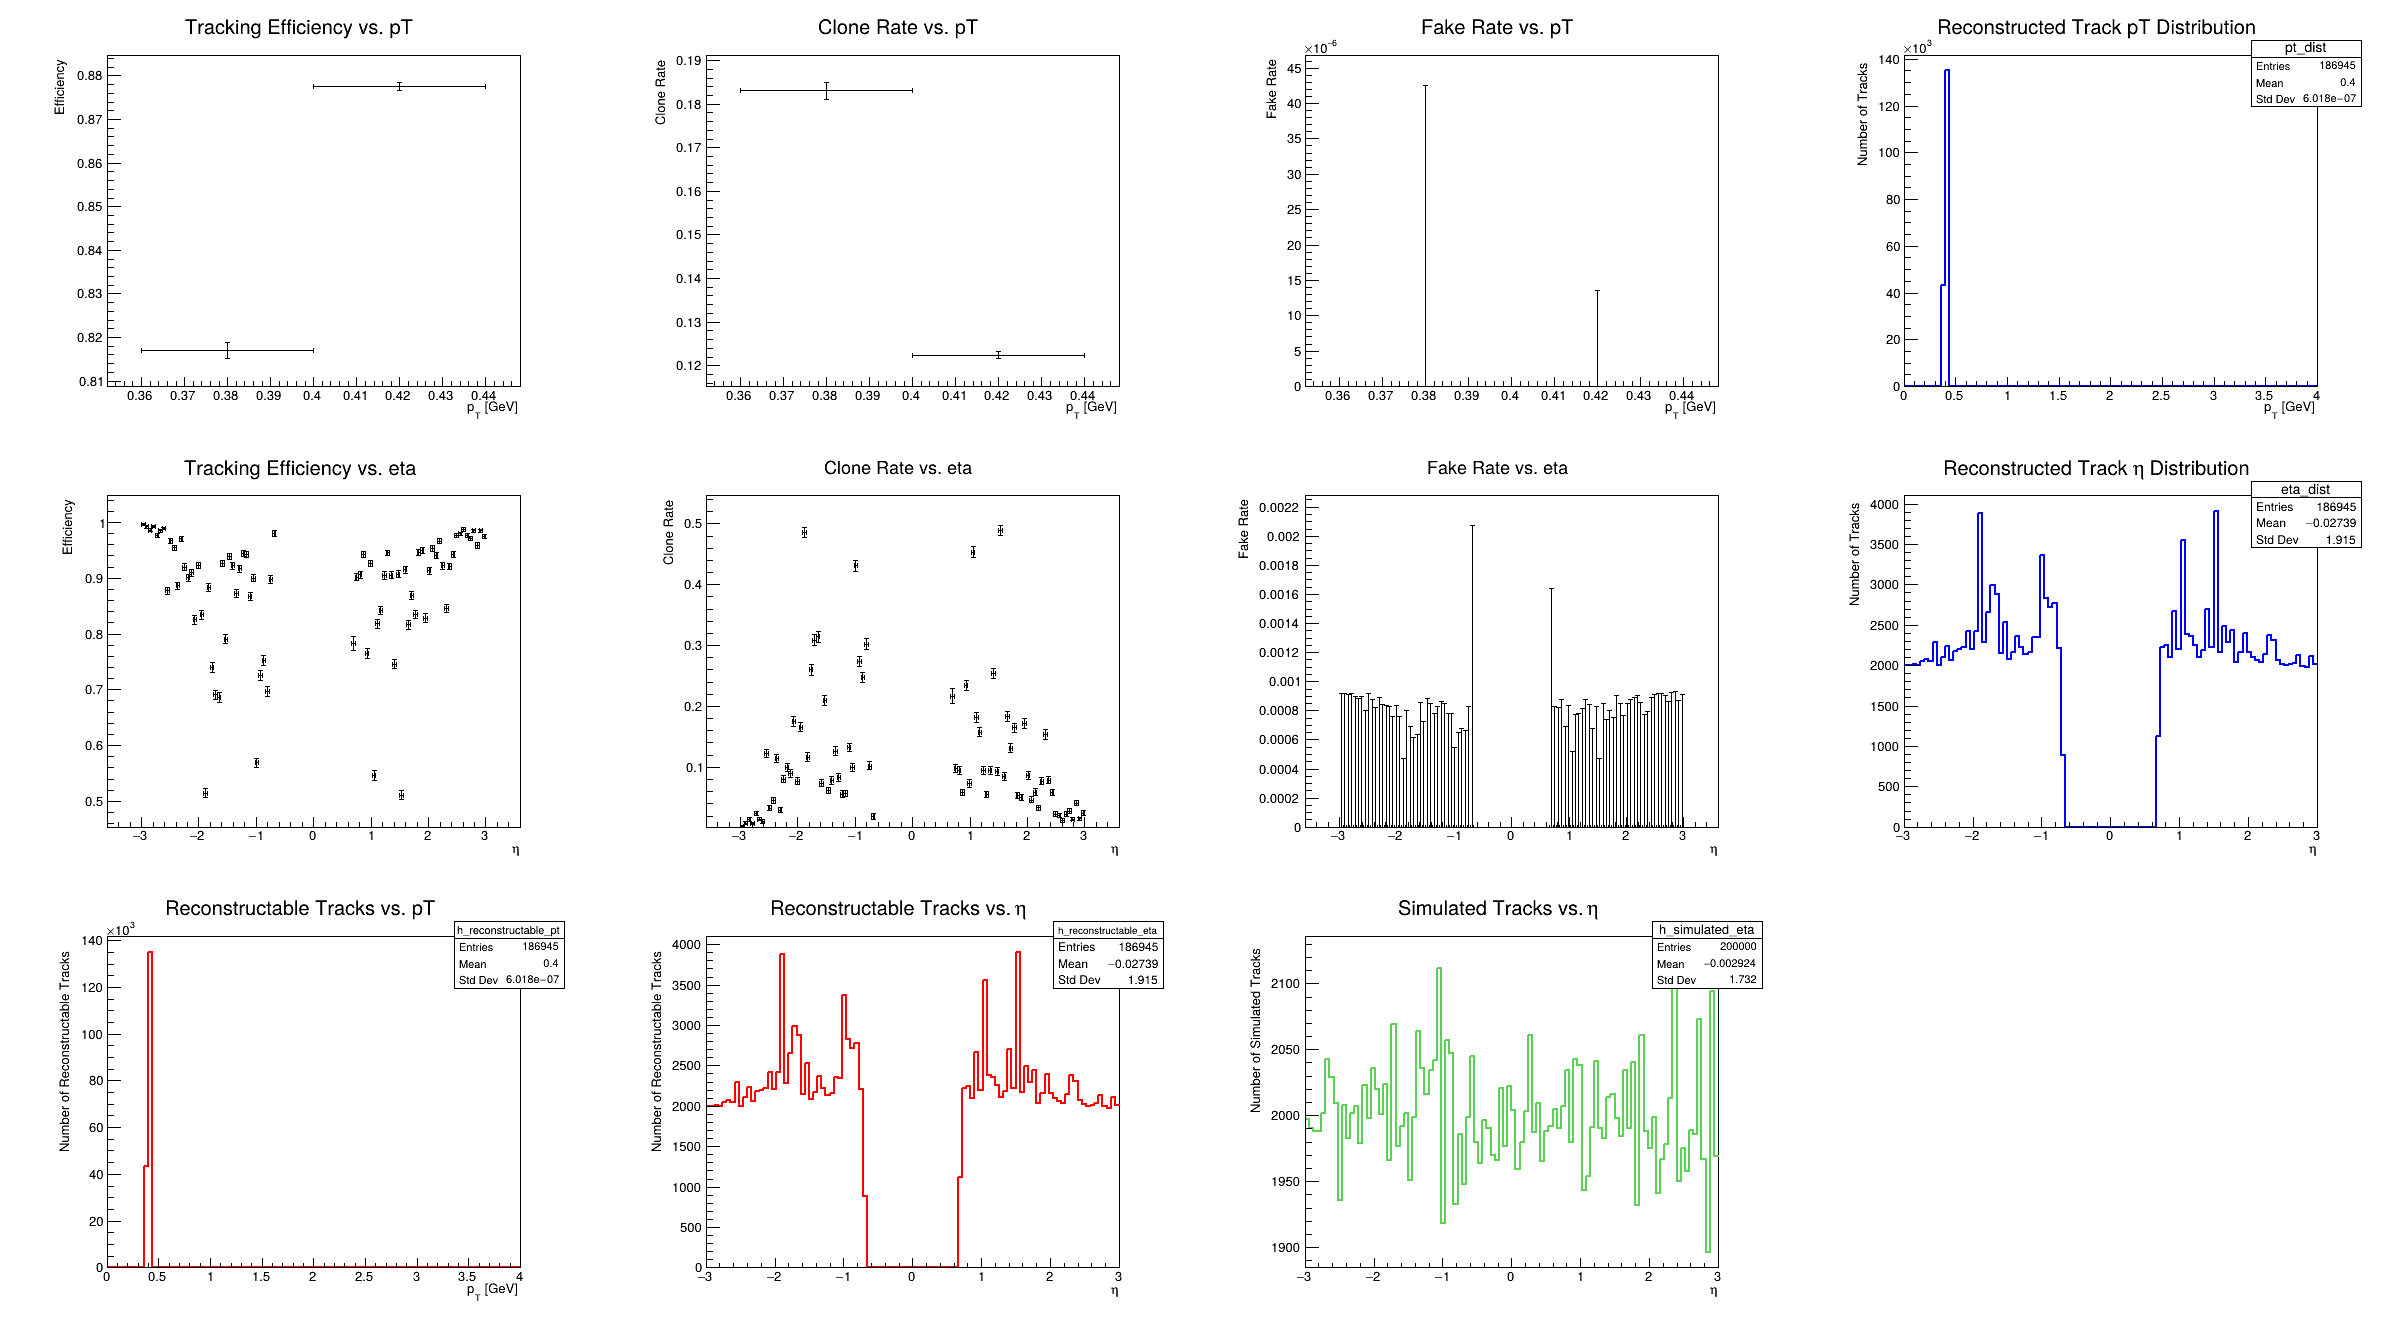 Tracking Efficiency vs. pT
Efficiency
0.88
0.87
0.86
0.85
0.84
0.83
0.82
0.81
0.36 0.37 0.38 0.39 0.4 0.41 0.42 0.43 0.44
p_T [GeV]
Clone Rate vs. pT
Clone Rate
0.19
0.18
0.17
0.16
0.15
0.14
0.13
0.12
0.36 0.37 0.38 0.39 0.4 0.41 0.42 0.43 0.44
p_T [GeV]
Fake Rate vs. pT
×10^−6
Fake Rate
45
40
35
30
25
20
15
10
5
0
0.36 0.37 0.38 0.39 0.4 0.41 0.42 0.43 0.44
p_T [GeV]
Reconstructed Track pT Distribution
×10^3
pt_dist
Entries 186945
Mean 0.4
Std Dev 6.018e−07
Number of Tracks
140
120
100
80
60
40
20
0
0 0.5 1 1.5 2 2.5 3 3.5 4
p_T [GeV]
Tracking Efficiency vs. eta
Efficiency
1
0.9
0.8
0.7
0.6
0.5
−3 −2 −1 0 1 2 3
η
Clone Rate vs. eta
Clone Rate
0.5
0.4
0.3
0.2
0.1
−3 −2 −1 0 1 2 3
η
Fake Rate vs. eta
Fake Rate
0.0022
0.002
0.0018
0.0016
0.0014
0.0012
0.001
0.0008
0.0006
0.0004
0.0002
0
−3 −2 −1 0 1 2 3
η
Reconstructed Track η Distribution
eta_dist
Entries 186945
Mean −0.02739
Std Dev 1.915
Number of Tracks
4000
3500
3000
2500
2000
1500
1000
500
0
−3 −2 −1 0 1 2 3
η
Reconstructable Tracks vs. pT
×10^3
h_reconstructable_pt
Entries 186945
Mean 0.4
Std Dev 6.018e−07
Number of Reconstructable Tracks
140
120
100
80
60
40
20
0
0 0.5 1 1.5 2 2.5 3 3.5 4
p_T [GeV]
Reconstructable Tracks vs. η
h_reconstructable_eta
Entries 186945
Mean −0.02739
Std Dev 1.915
Number of Reconstructable Tracks
4000
3500
3000
2500
2000
1500
1000
500
0
−3 −2 −1 0 1 2 3
η
Simulated Tracks vs. η
h_simulated_eta
Entries 200000
Mean −0.002924
Std Dev 1.732
Number of Simulated Tracks
2100
2050
2000
1950
1900
−3 −2 −1 0 1 2 3
η